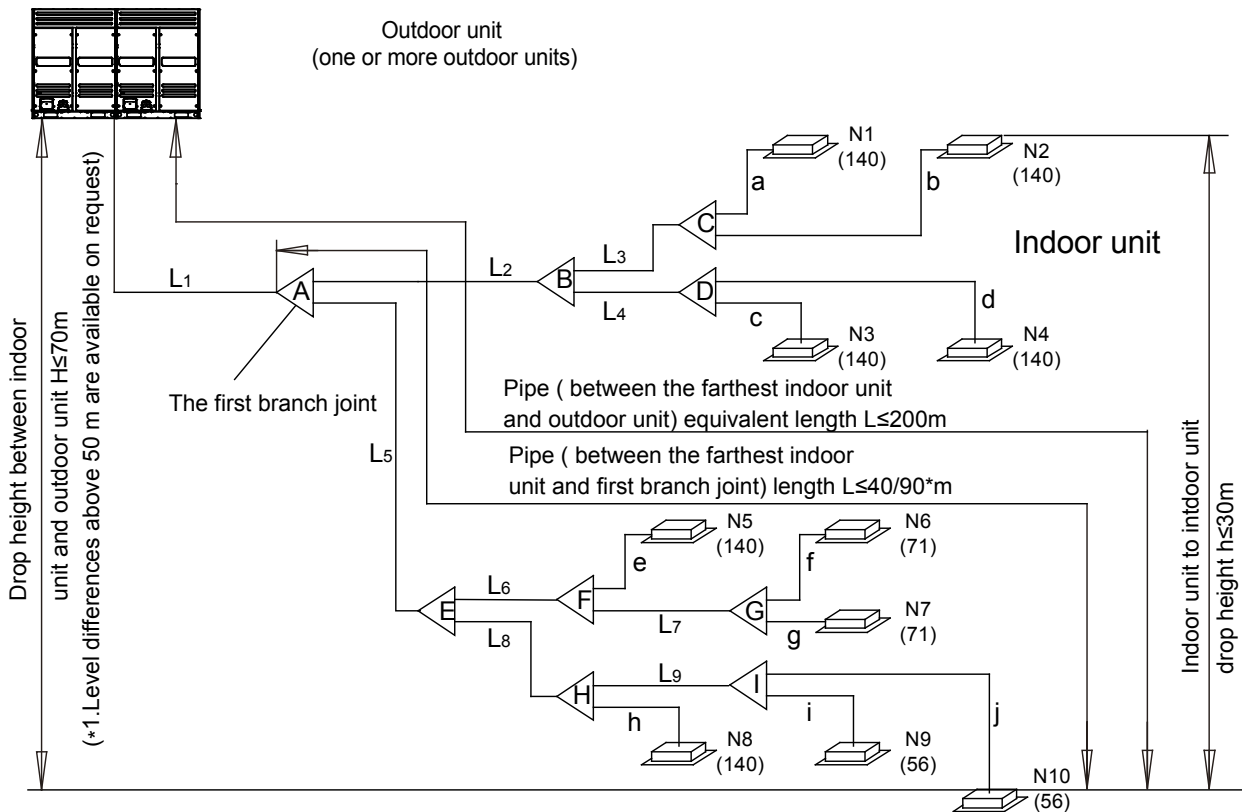 Outdoor unit
(one or more outdoor units)
Drop height between indoor
unit and outdoor unit H≤70m
(*1.Level differences above 50 m are available on request)
N1
(140)
N2
(140)
a
b
C
Indoor unit
L3
L2
B
L1
A
L4
D
d
c
N3
(140)
N4
(140)
The first branch joint
Pipe ( between the farthest indoor unit
and outdoor unit) equivalent length L≤200m
L5
Pipe ( between the farthest indoor
unit and first branch joint) length L≤40/90*m
Indoor unit to intdoor unit
drop height h≤30m
N5
(140)
N6
(71)
e
f
L6
F
E
G
L7
g
N7
(71)
L8
L9
I
H
h
i
j
N8
(140)
N9
(56)
N10
(56)